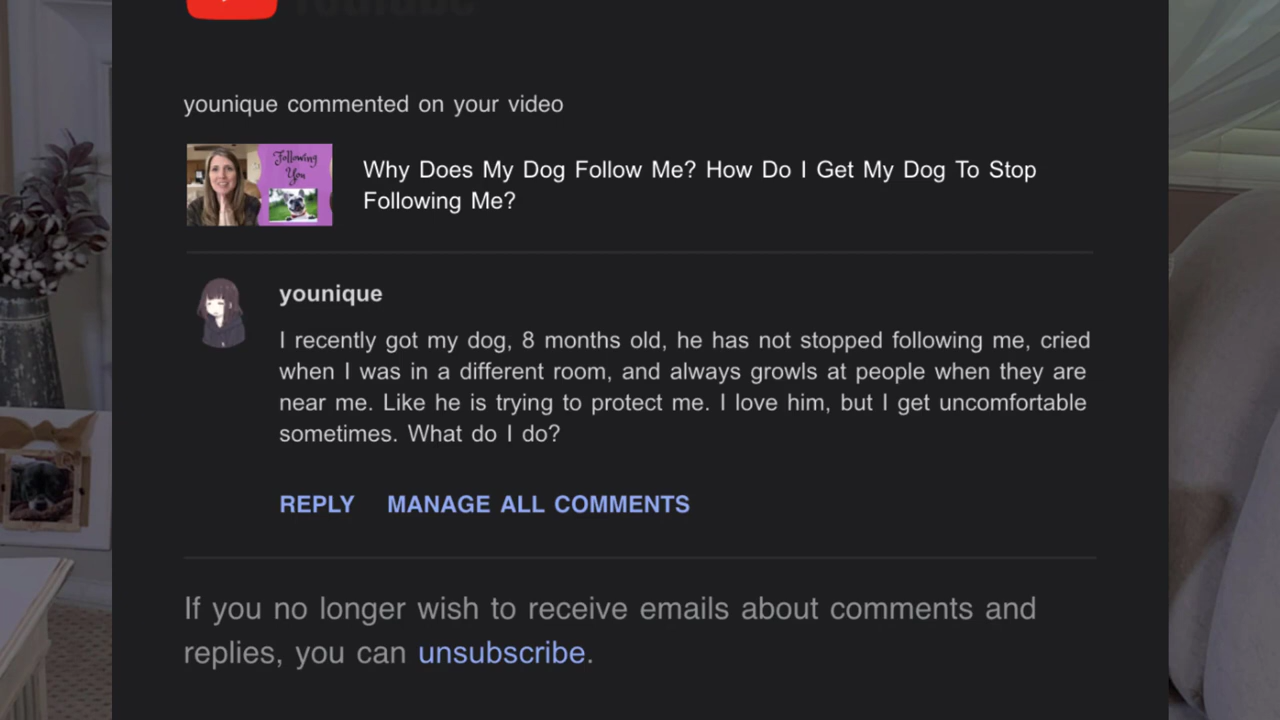 younique commented on your video
Following
You
Why Does My Dog Follow Me? How Do I Get My Dog To Stop
Following Me?
younique
I recently got my dog, 8 months old, he has not stopped following me, cried
when I was in a different room, and always growls at people when they are
near me. Like he is trying to protect me. I love him, but I get uncomfortable
sometimes. What do I do?
REPLY MANAGE ALL COMMENTS
If you no longer wish to receive emails about comments and
replies, you can unsubscribe.